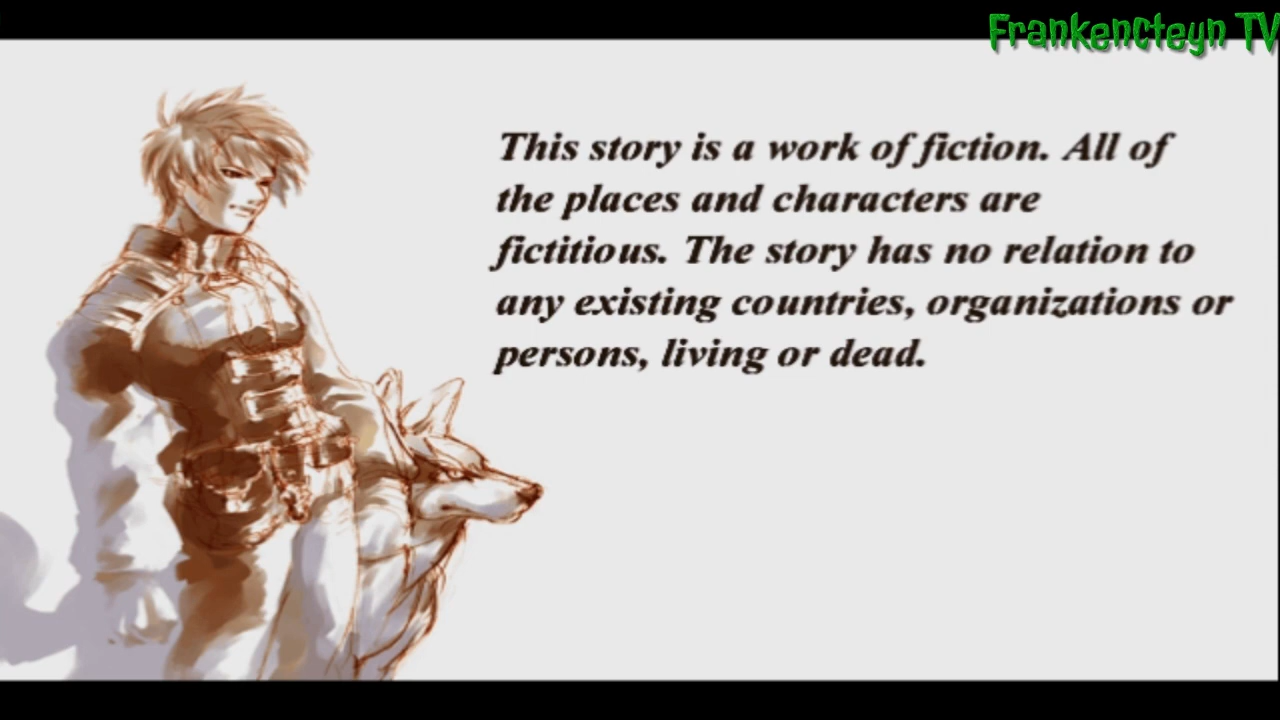 FrankenCteyn TV
This story is a work of fiction. All of
the places and characters are
fictitious. The story has no relation to
any existing countries, organizations or
persons, living or dead.